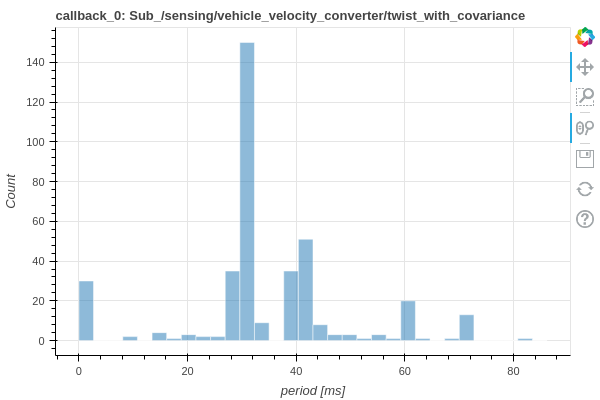 callback_0: Sub_/sensing/vehicle_velocity_converter/twist_with_covariance
Count
140
120
100
80
60
40
20
0
0 20 40 60 80
period [ms]